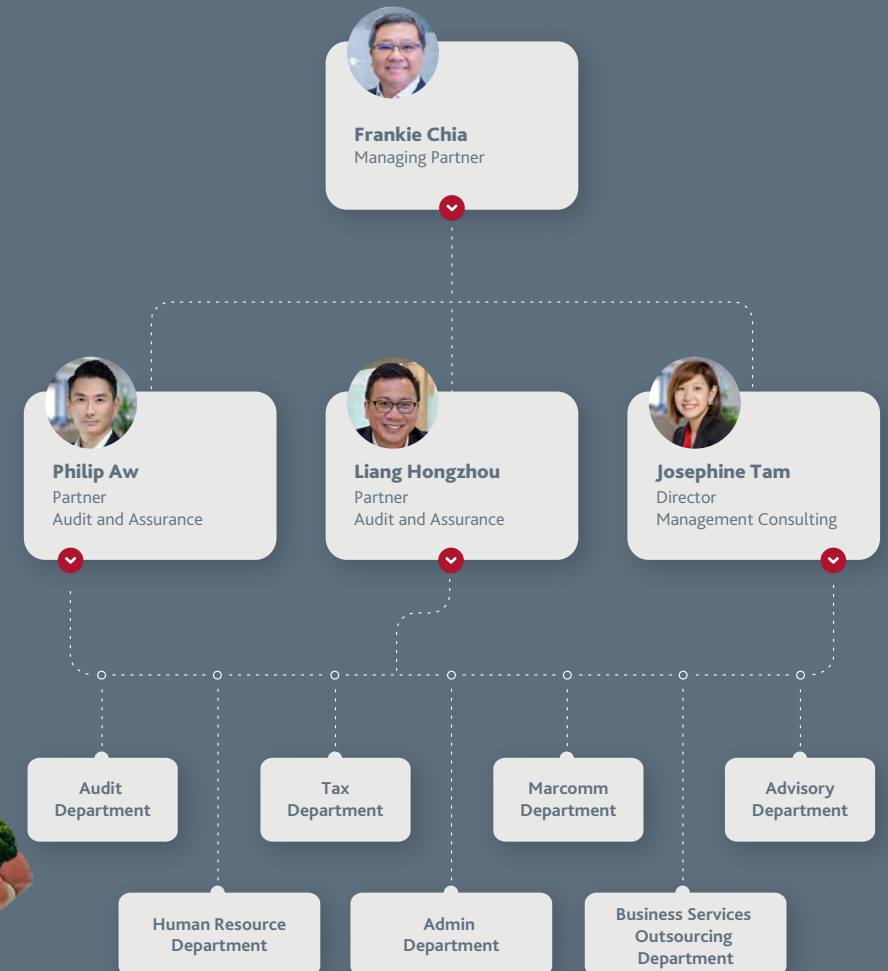 Frankie Chia
Managing Partner
Philip Aw
Partner
Audit and Assurance
Liang Hongzhou
Partner
Audit and Assurance
Josephine Tam
Director
Management Consulting
Audit
Department
Tax
Department
Marcomm
Department
Advisory
Department
Human Resource
Department
Admin
Department
Business Services
Outsourcing
Department